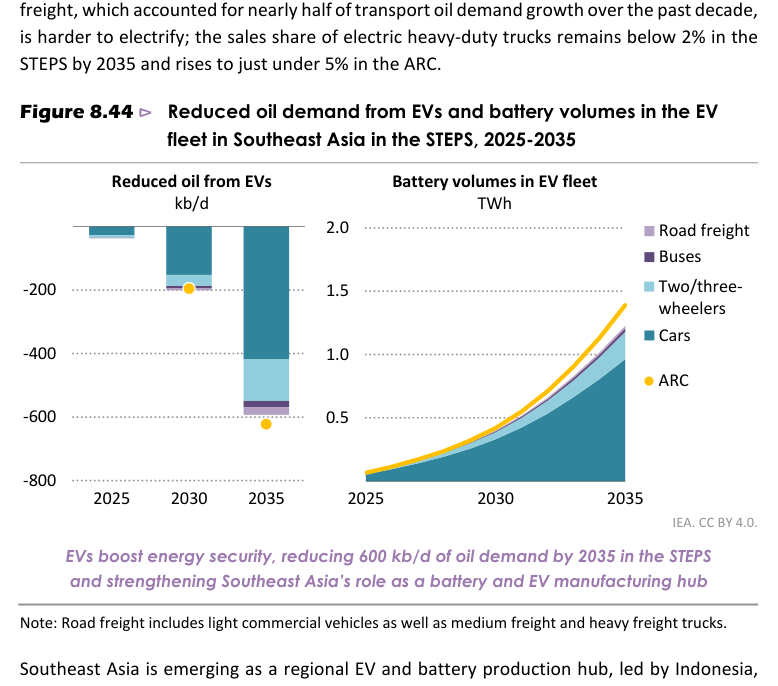 freight, which accounted for nearly half of transport oil demand growth over the past decade,
is harder to electrify; the sales share of electric heavy-duty trucks remains below 2% in the
STEPS by 2035 and rises to just under 5% in the ARC.
Figure 8.44 ▻ Reduced oil demand from EVs and battery volumes in the EV
fleet in Southeast Asia in the STEPS, 2025-2035
Reduced oil from EVs
kb/d
-200
-400
-600
-800
2025 2030 2035
Battery volumes in EV fleet
TWh
2.0
1.5
1.0
0.5
2025 2030 2035
Road freight
Buses
Two/three-
wheelers
Cars
ARC
IEA. CC BY 4.0.
EVs boost energy security, reducing 600 kb/d of oil demand by 2035 in the STEPS
and strengthening Southeast Asia's role as a battery and EV manufacturing hub
Note: Road freight includes light commercial vehicles as well as medium freight and heavy freight trucks.
Southeast Asia is emerging as a regional EV and battery production hub, led by Indonesia,